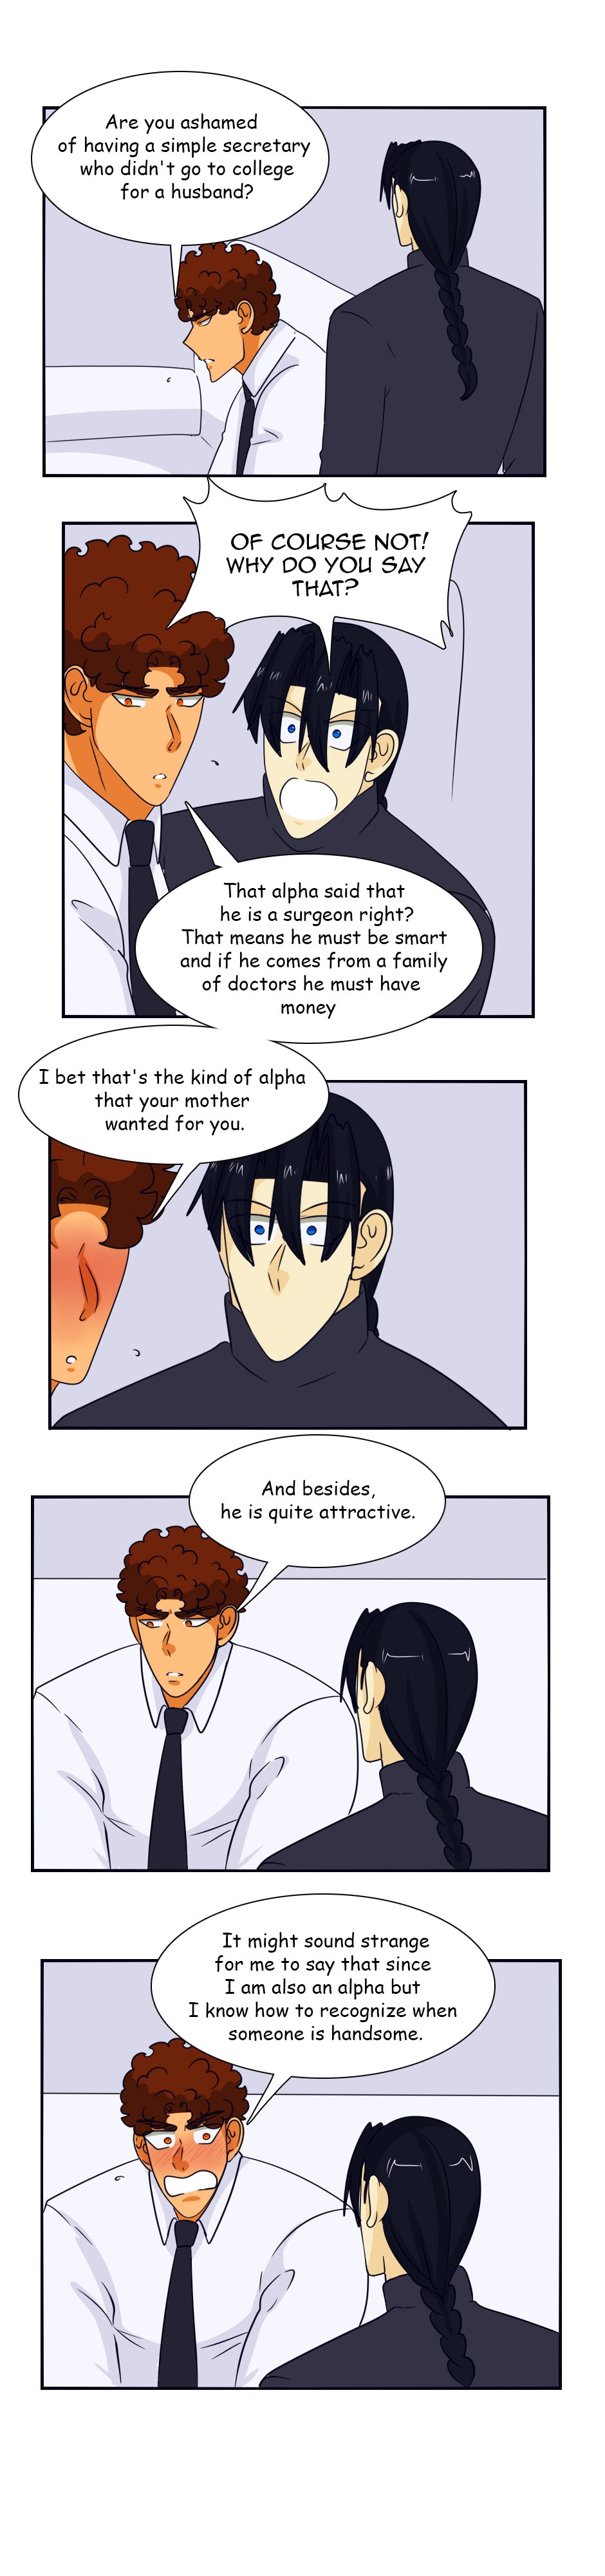 Are you ashamed
of having a simple secretary
who didn't go to college
for a husband?
OF COURSE NOT!
WHY DO YOU SAY
THAT?
That alpha said that
he is a surgeon right?
That means he must be smart
and if he comes from a family
of doctors he must have
money
I bet that's the kind of alpha
that your mother
wanted for you.
And besides,
he is quite attractive.
It might sound strange
for me to say that since
I am also an alpha but
I know how to recognize when
someone is handsome.